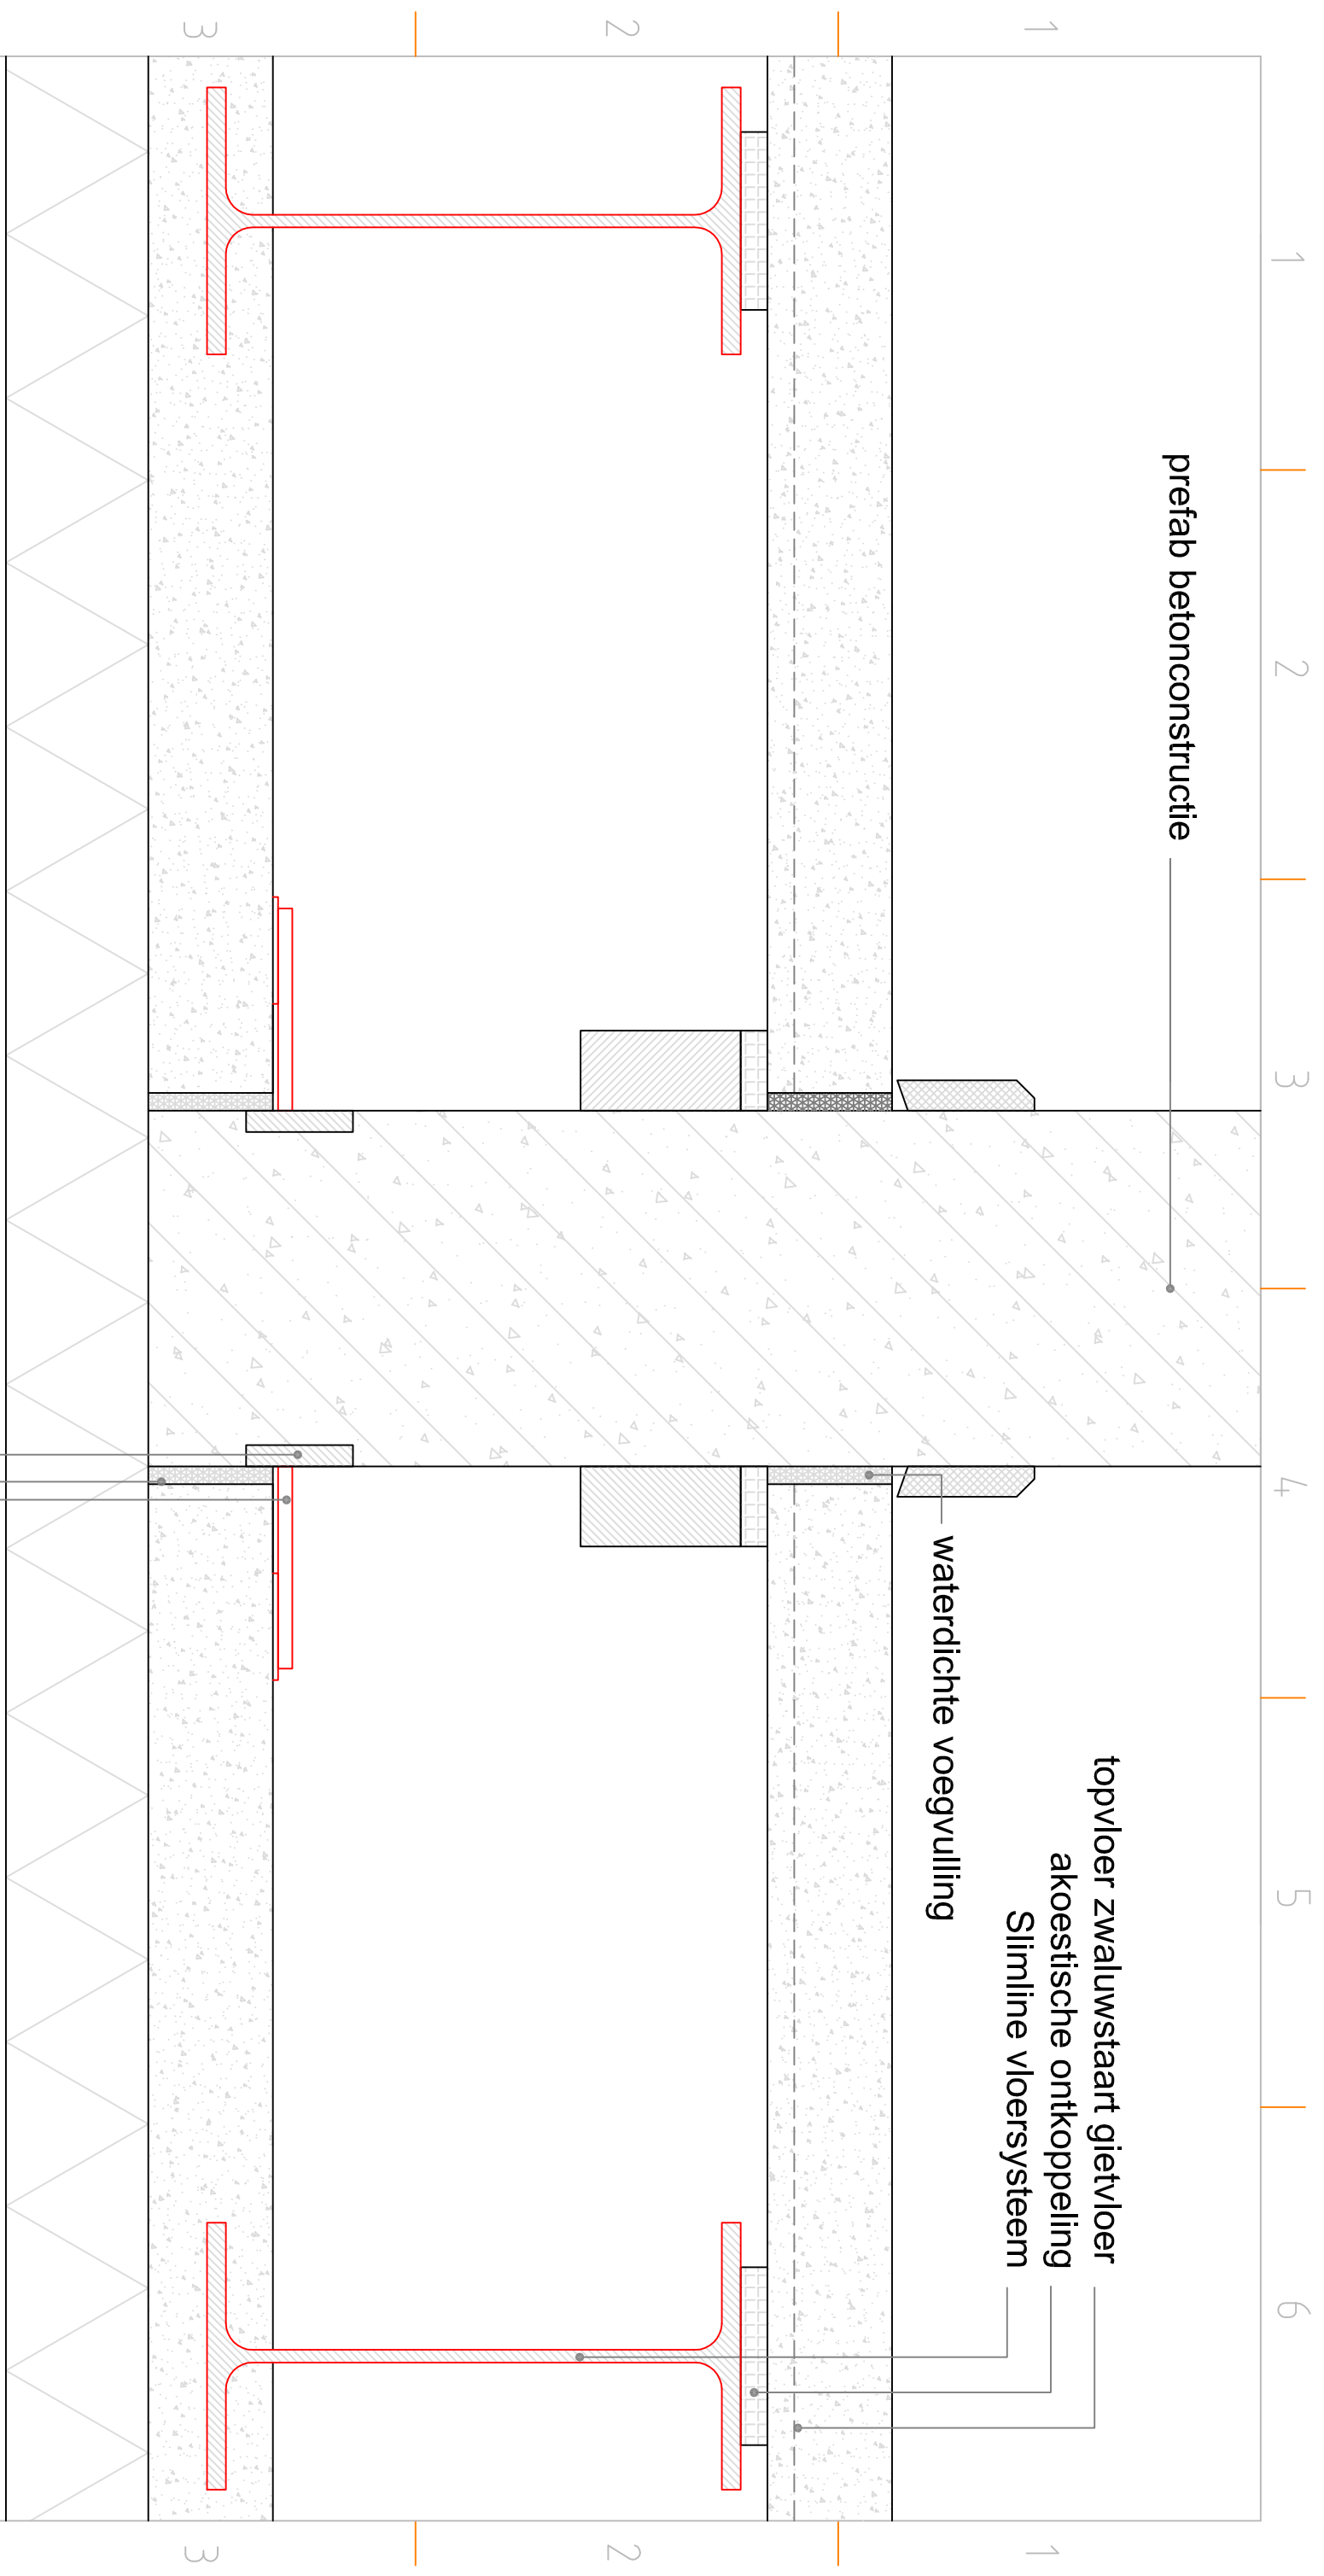 1
2
3
4
5
6
1
2
3
1
2
3
prefab betonconstructie
topvloer zwaluwstaart gietvloer
akoestische ontkoppeling
Slimline vloersysteem
waterdichte voegvulling